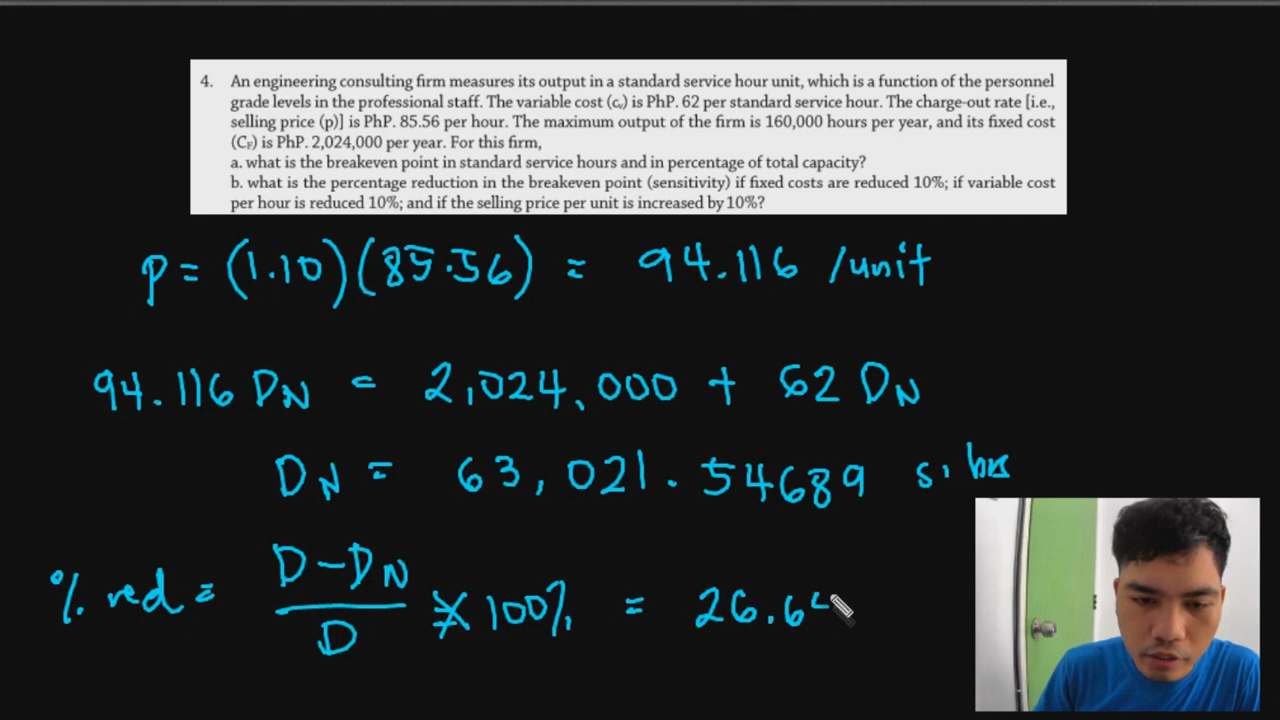 4. An engineering consulting firm measures its output in a standard service hour unit, which is a function of the personnel
grade levels in the professional staff. The variable cost (cᵥ) is PhP. 62 per standard service hour. The charge-out rate [i.e.,
selling price (p)] is PhP. 85.56 per hour. The maximum output of the firm is 160,000 hours per year, and its fixed cost
(C_F) is PhP. 2,024,000 per year. For this firm,
a. what is the breakeven point in standard service hours and in percentage of total capacity?
b. what is the percentage reduction in the breakeven point (sensitivity) if fixed costs are reduced 10%; if variable cost
per hour is reduced 10%; and if the selling price per unit is increased by 10%?
p = (1.10)(85.56) = 94.116 /unit
94.116 D_N = 2,024,000 + 62 D_N
D_N = 63,021.54689 s. hrs
% red = (D - D_N) / D × 100% = 26.64